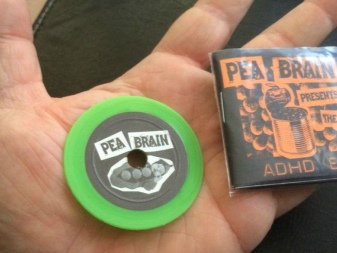 PEA BRAIN
PEA BRAIN
PRESENTS
THE
ADHD